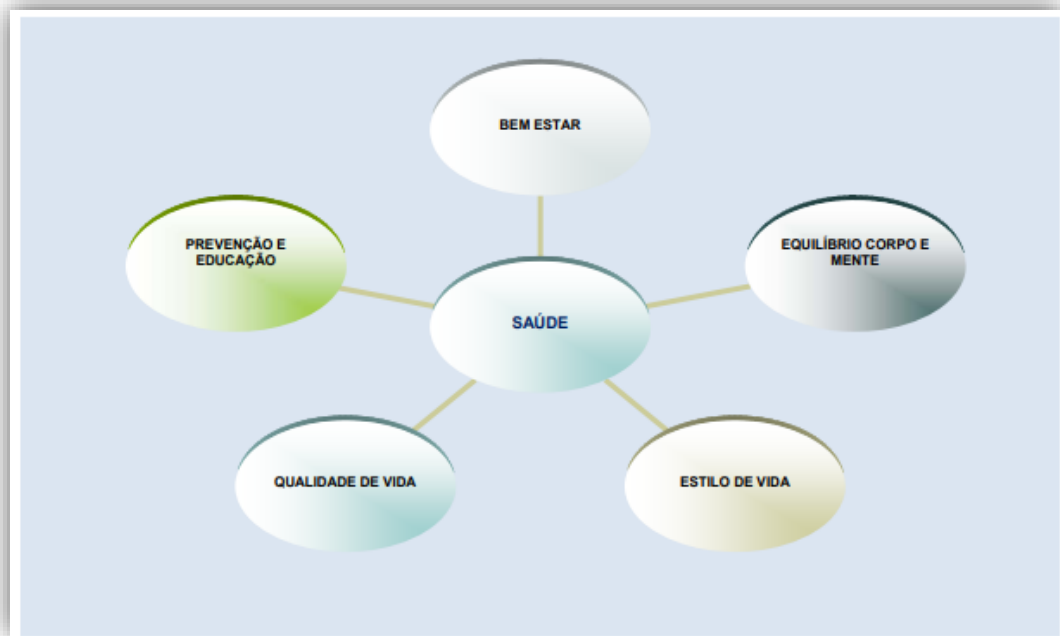 BEM ESTAR
PREVENÇÃO E
EDUCAÇÃO
EQUILÍBRIO CORPO E
MENTE
SAÚDE
QUALIDADE DE VIDA
ESTILO DE VIDA